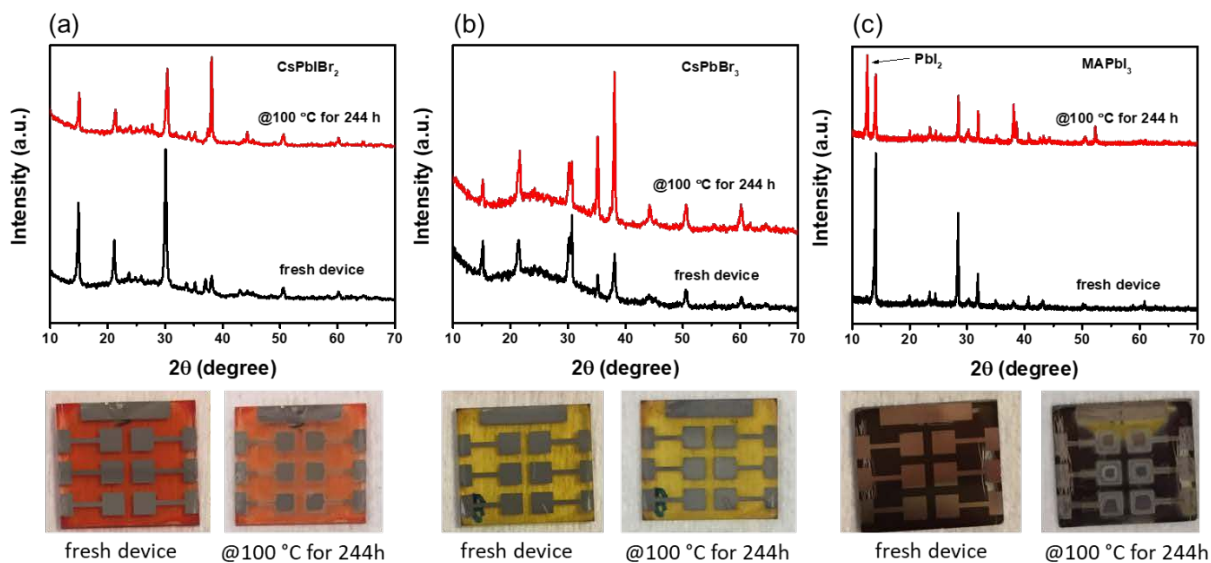 (a)
CsPbIBr₂
@100 °C for 244 h
fresh device
Intensity (a.u.)
10 20 30 40 50 60 70
2θ (degree)
(b)
CsPbBr₃
@100 °C for 244 h
fresh device
Intensity (a.u.)
10 20 30 40 50 60 70
2θ (degree)
(c)
PbI₂
MAPbI₃
@100 °C for 244 h
fresh device
Intensity (a.u.)
10 20 30 40 50 60 70
2θ (degree)
fresh device
@100 °C for 244h
fresh device
@100 °C for 244h
fresh device
@100 °C for 244h